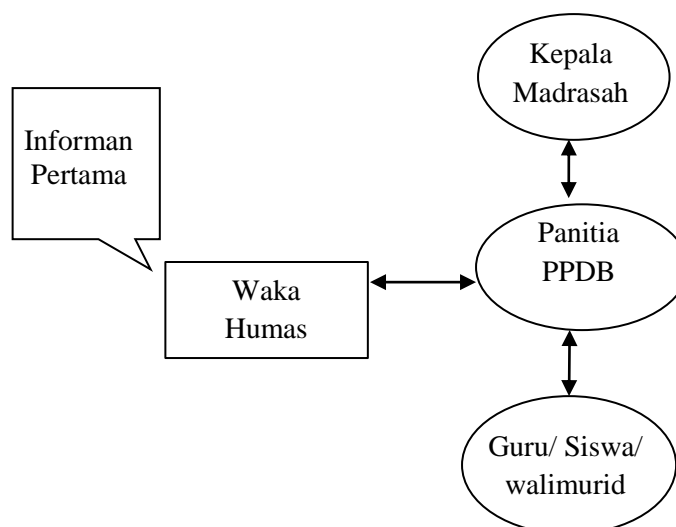 Kepala
Madrasah
Informan
Pertama
Panitia
PPDB
Waka
Humas
Guru/ Siswa/
walimurid